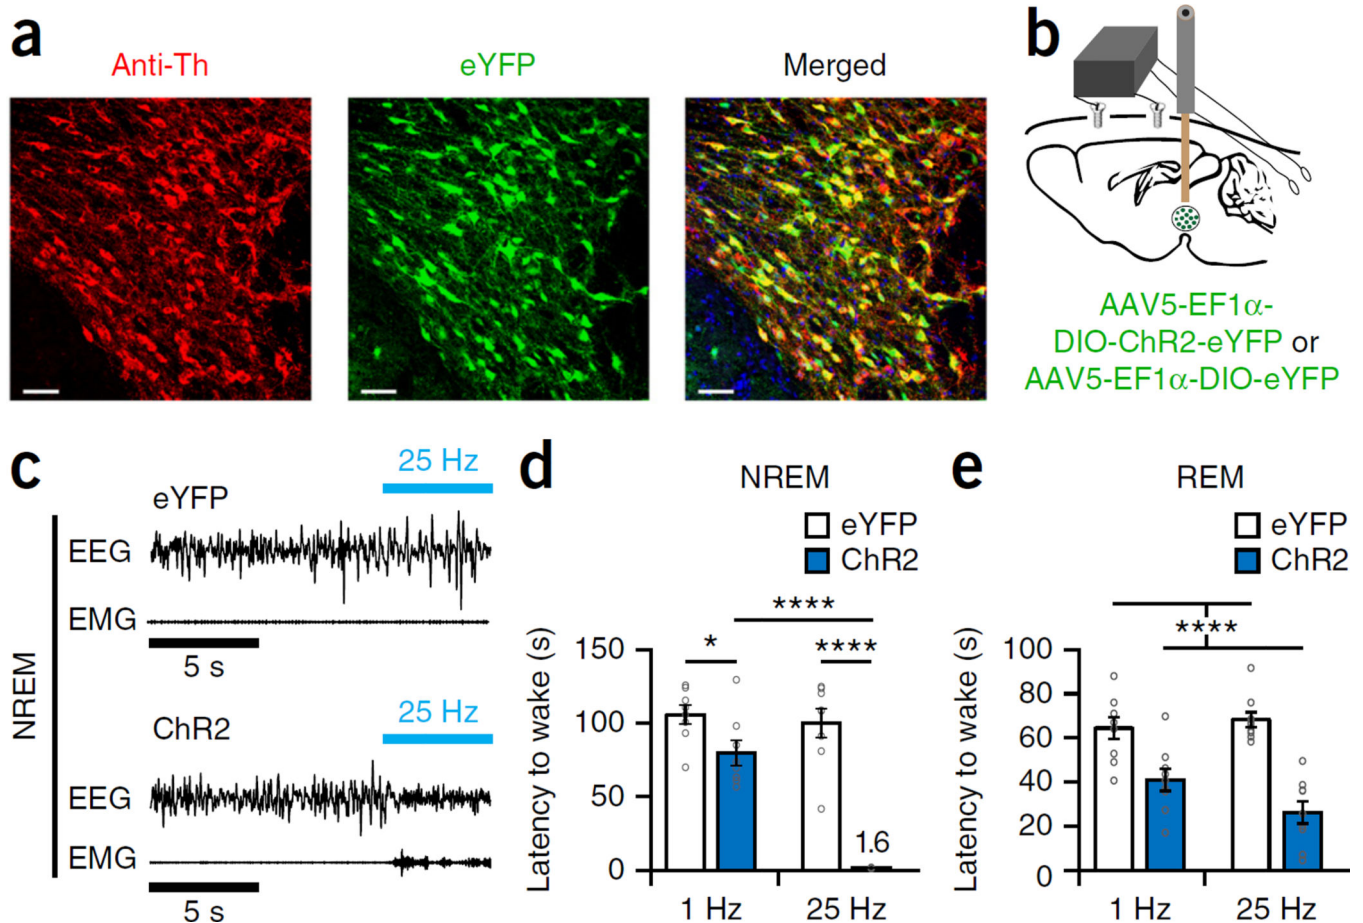 a
Anti-Th
eYFP
Merged
b
AAV5-EF1α-
DIO-ChR2-eYFP or
AAV5-EF1α-DIO-eYFP
c
NREM
25 Hz
eYFP
EEG
EMG
5 s
25 Hz
ChR2
EEG
EMG
5 s
d
NREM
eYFP
ChR2
****
*
****
Latency to wake (s)
150
100
50
0
1.6
1 Hz
25 Hz
e
REM
eYFP
ChR2
****
Latency to wake (s)
100
80
60
40
20
0
1 Hz
25 Hz